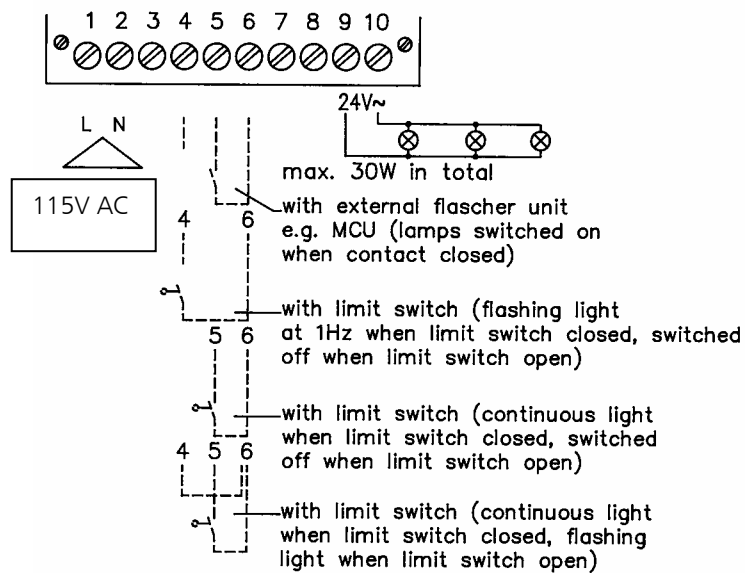 1 2 3 4 5 6 7 8 9 10
24V~
L N
max. 30W in total
115V AC
with external flascher unit
4 6
e.g. MCU (lamps switched on
when contact closed)
with limit switch (flashing light
5 6
at 1Hz when limit switch closed, switched
off when limit switch open)
with limit switch (continuous light
when limit switch closed, switched
4 5 6
off when limit switch open)
with limit switch (continuous light
when limit switch closed, flashing
light when limit switch open)